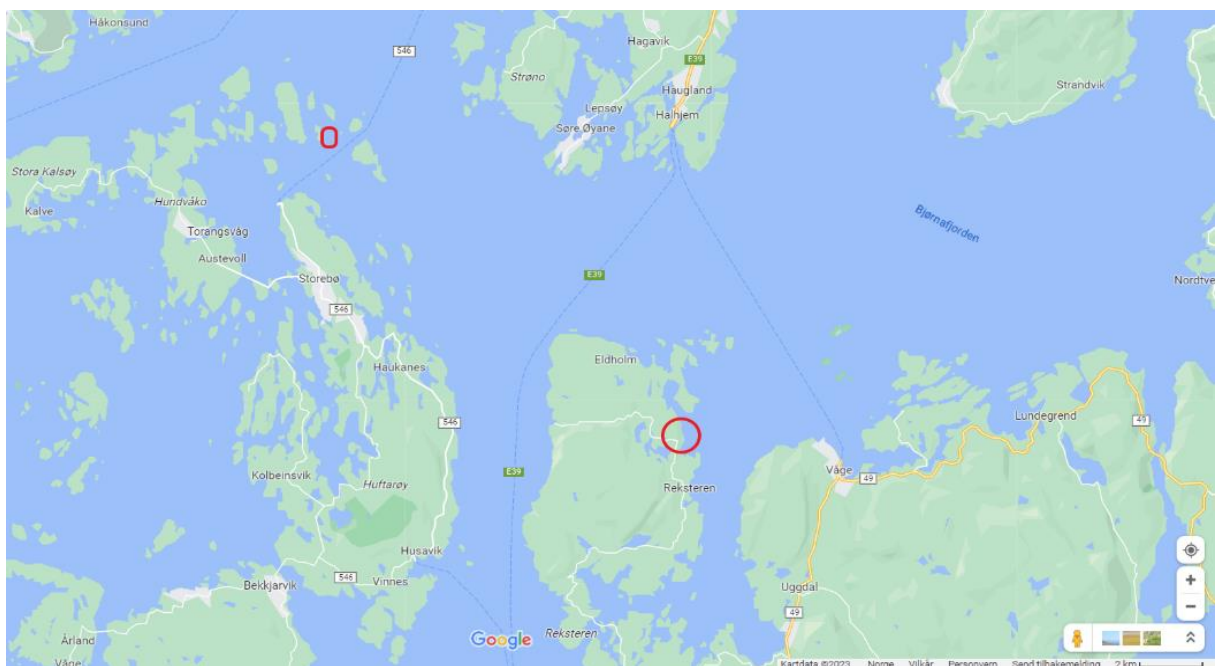 Håkonsund
546
Hagavik
E39
Strøno
Haugland
Strandvik
Lepsøy
Halhjem
Søre Øyane
Stora Kalsøy
Kalve
Hundvåko
Torangsvåg
Bjørnafjorden
Austevoll
Storebø
E39
Nordtve
546
Eldholm
Haukanes
546
Lundegrend
49
Kolbeinsvik
E39
Våge
49
Huftarøy
Reksteren
Husavik
546
Vinnes
Bekkjarvik
Uggdal
49
Årland
Google
Reksteren
Våge
Kartdata ©2023 Norge Vilkår Personvern Send tilbakemelding 2 km